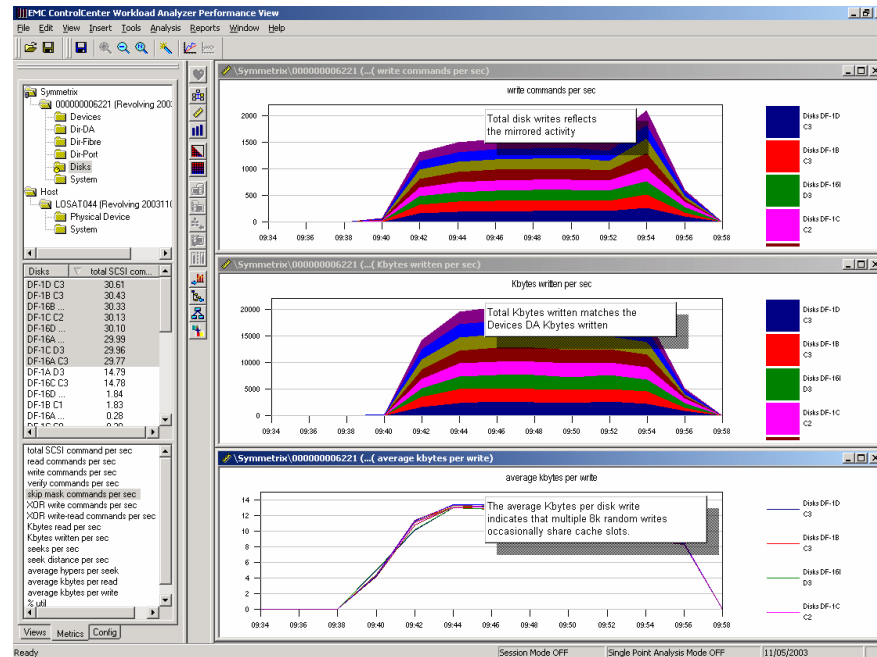 EMC ControlCenter Workload Analyzer Performance View
File Edit View Insert Tools Analysis Reports Window Help
Symmetrix
000000006221 (Revolving 200:
Devices
Dir-DA
Dir-Fibre
Dir-Port
Disks
System
Host
LOSAT044 (Revolving 2003110
Physical Device
System
Disks total SCSI com...
DF-1D C3 30.61
DF-1B C3 30.43
DF-16B ... 30.33
DF-1C C2 30.13
DF-16D ... 30.10
DF-16A ... 29.99
DF-1C D3 29.96
DF-16A C3 29.77
DF-1A D3 14.79
DF-16C C3 14.78
DF-16D ... 1.84
DF-1B C1 1.83
DF-16A ... 0.28
total SCSI command per sec
read commands per sec
write commands per sec
verify commands per sec
skip mask commands per sec
XOR write commands per sec
XOR write-read commands per sec
Kbytes read per sec
Kbytes written per sec
seeks per sec
seek distance per sec
average hypers per seek
average kbytes per read
average kbytes per write
% util
Views Metrics Config
\Symmetrix\000000006221 (...( write commands per sec)
write commands per sec
2000
1500
1000
500
0
Total disk writes reflects
the mirrored activity
09:34 09:36 09:38 09:40 09:42 09:44 09:46 09:48 09:50 09:52 09:54 09:56 09:58
Disks DF-1D
C3
Disks DF-1B
C3
Disks DF-16I
D3
Disks DF-1C
C2
\Symmetrix\000000006221 (...( Kbytes written per sec)
Kbytes written per sec
20000
15000
10000
5000
0
Total Kbytes written matches the
Devices DA Kbytes written
09:34 09:36 09:38 09:40 09:42 09:44 09:46 09:48 09:50 09:52 09:54 09:56 09:58
Disks DF-1D
C3
Disks DF-1B
C3
Disks DF-16I
D3
Disks DF-1C
C2
\Symmetrix\000000006221 (...( average kbytes per write)
average kbytes per write
14
12
10
8
6
4
2
0
The average Kbytes per disk write
indicates that multiple 8k random writes
occasionally share cache slots.
09:34 09:36 09:38 09:40 09:42 09:44 09:46 09:48 09:50 09:52 09:54 09:56 09:58
Disks DF-1D
C3
Disks DF-1B
C3
Disks DF-16I
D3
Disks DF-1C
C2
Ready Session Mode OFF Single Point Analysis Mode OFF 11/05/2003